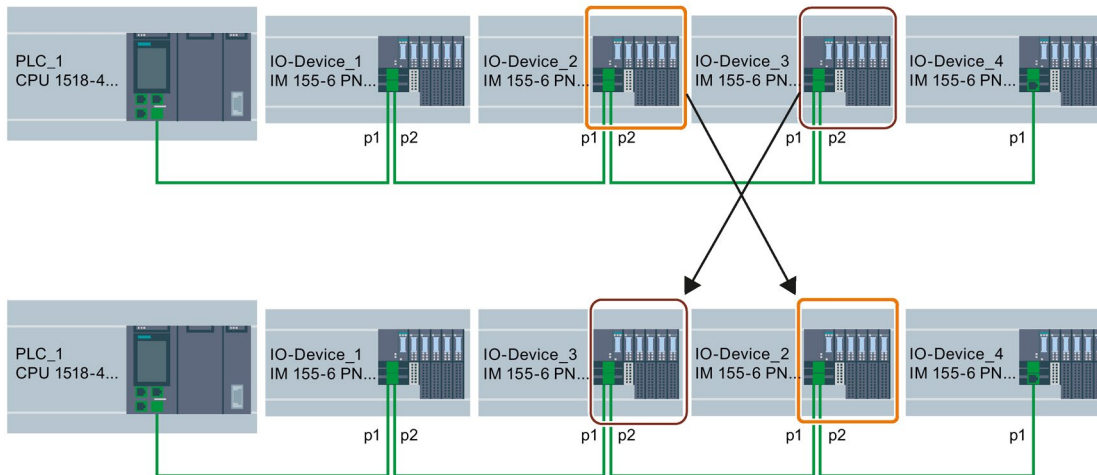 PLC_1
CPU 1518-4...
IO-Device_1
IM 155-6 PN...
IO-Device_2
IM 155-6 PN...
IO-Device_3
IM 155-6 PN...
IO-Device_4
IM 155-6 PN...
p1 p2
p1 p2
p1 p2
p1
PLC_1
CPU 1518-4...
IO-Device_1
IM 155-6 PN...
IO-Device_3
IM 155-6 PN...
IO-Device_2
IM 155-6 PN...
IO-Device_4
IM 155-6 PN...
p1 p2
p1 p2
p1 p2
p1